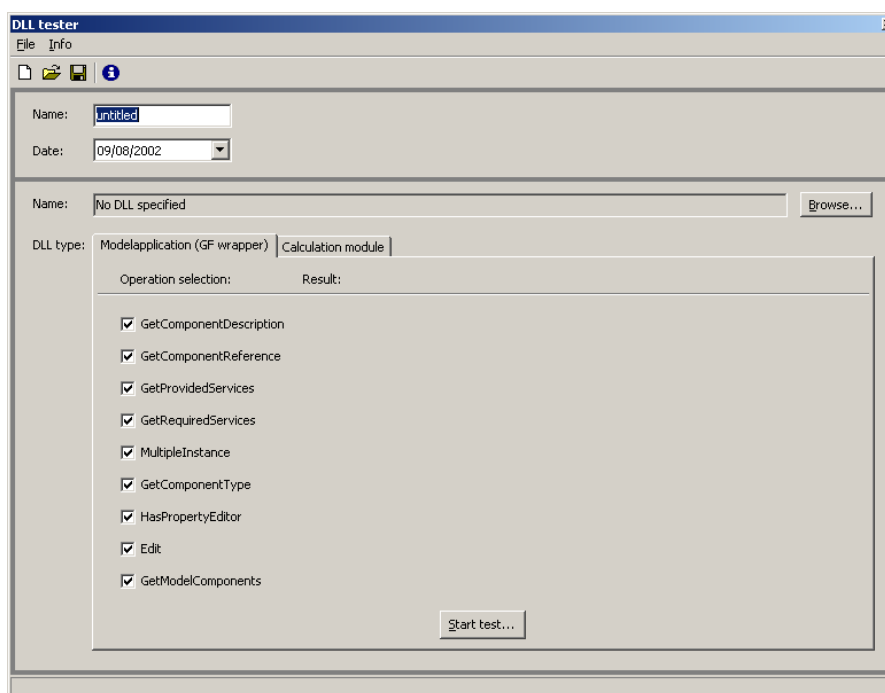 DLL tester
File Info
Name: untitled
Date: 09/08/2002
Name: No DLL specified Browse...
DLL type: Modelapplication (GF wrapper) Calculation module
Operation selection: Result:
GetComponentDescription
GetComponentReference
GetProvidedServices
GetRequiredServices
MultipleInstance
GetComponentType
HasPropertyEditor
Edit
GetModelComponents
Start test...